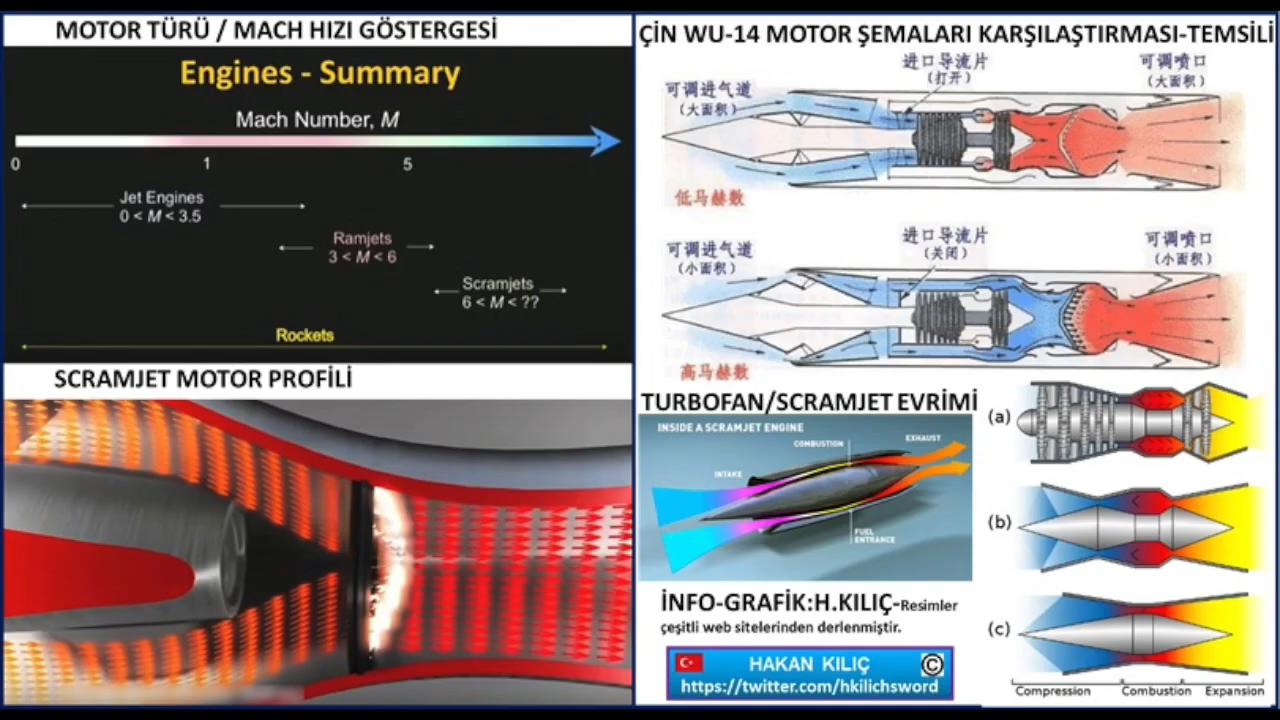 MOTOR TÜRÜ / MACH HIZI GÖSTERGESİ
Engines - Summary
Mach Number, M
0
1
5
Jet Engines
0 < M < 3.5
Ramjets
3 < M < 6
Scramjets
6 < M < ??
Rockets
SCRAMJET MOTOR PROFİLİ
ÇİN WU-14 MOTOR ŞEMALARI KARŞILAŞTIRMASI-TEMSİLİ
可调进气道
(大面积)
进口导流片
(打开)
可调喷口
(大面积)
低马赫数
可调进气道
(小面积)
进口导流片
(关闭)
可调喷口
(小面积)
高马赫数
TURBOFAN/SCRAMJET EVRİMİ
INSIDE A SCRAMJET ENGINE
COMBUSTION
EXHAUST
INTAKE
FUEL
ENTRANCE
(a)
(b)
(c)
Compression
Combustion
Expansion
İNFO-GRAFİK:H.KILIÇ-Resimler
çeşitli web sitelerinden derlenmiştir.
HAKAN KILIÇ ©
https://twitter.com/hkilichsword